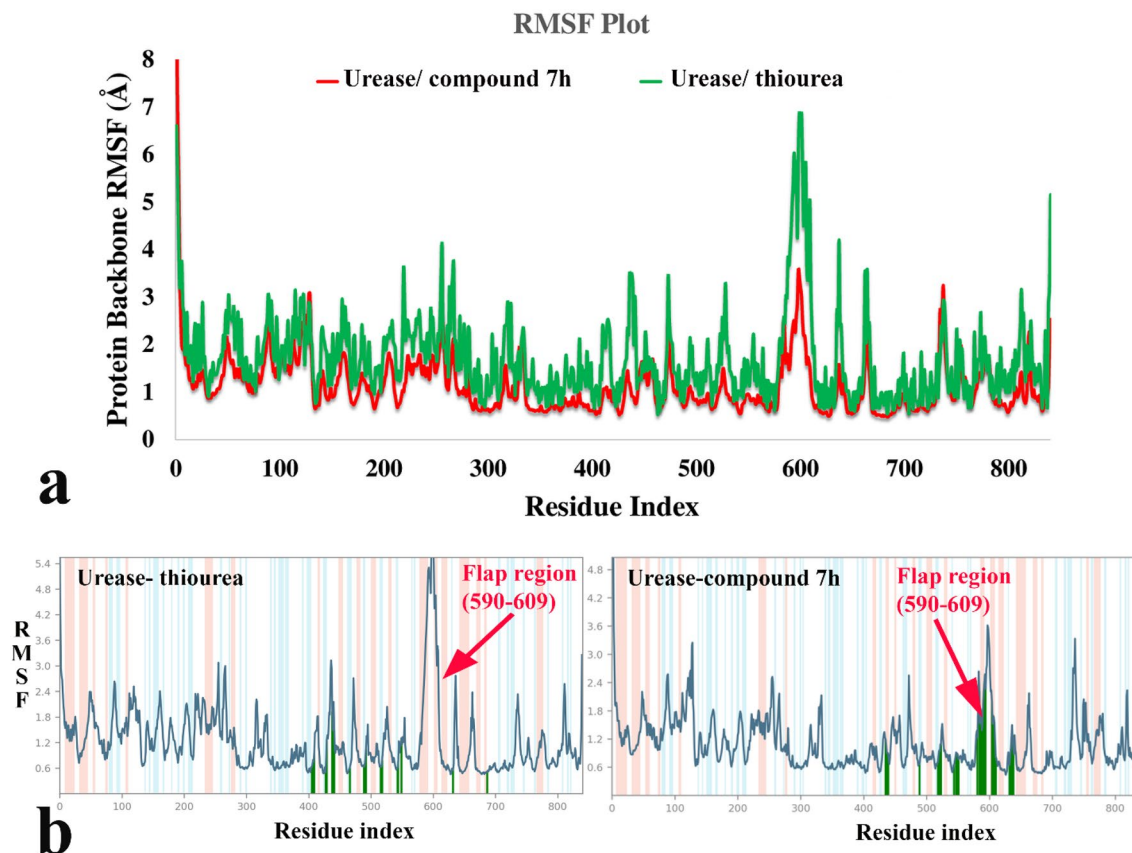 RMSF Plot
Urease/ compound 7h
Urease/ thiourea
Protein Backbone RMSF (Å)
8
7
6
5
4
3
2
1
0
0 100 200 300 400 500 600 700 800
Residue Index
a
Urease- thiourea
Flap region
(590-609)
RMSF
5.4
4.8
4.2
3.6
3.0
2.4
1.8
1.2
0.6
0 100 200 300 400 500 600 700 800
Residue index
Urease-compound 7h
Flap region
(590-609)
4.8
4.2
3.6
3.0
2.4
1.8
1.2
0.6
0 100 200 300 400 500 600 700 800
Residue index
b